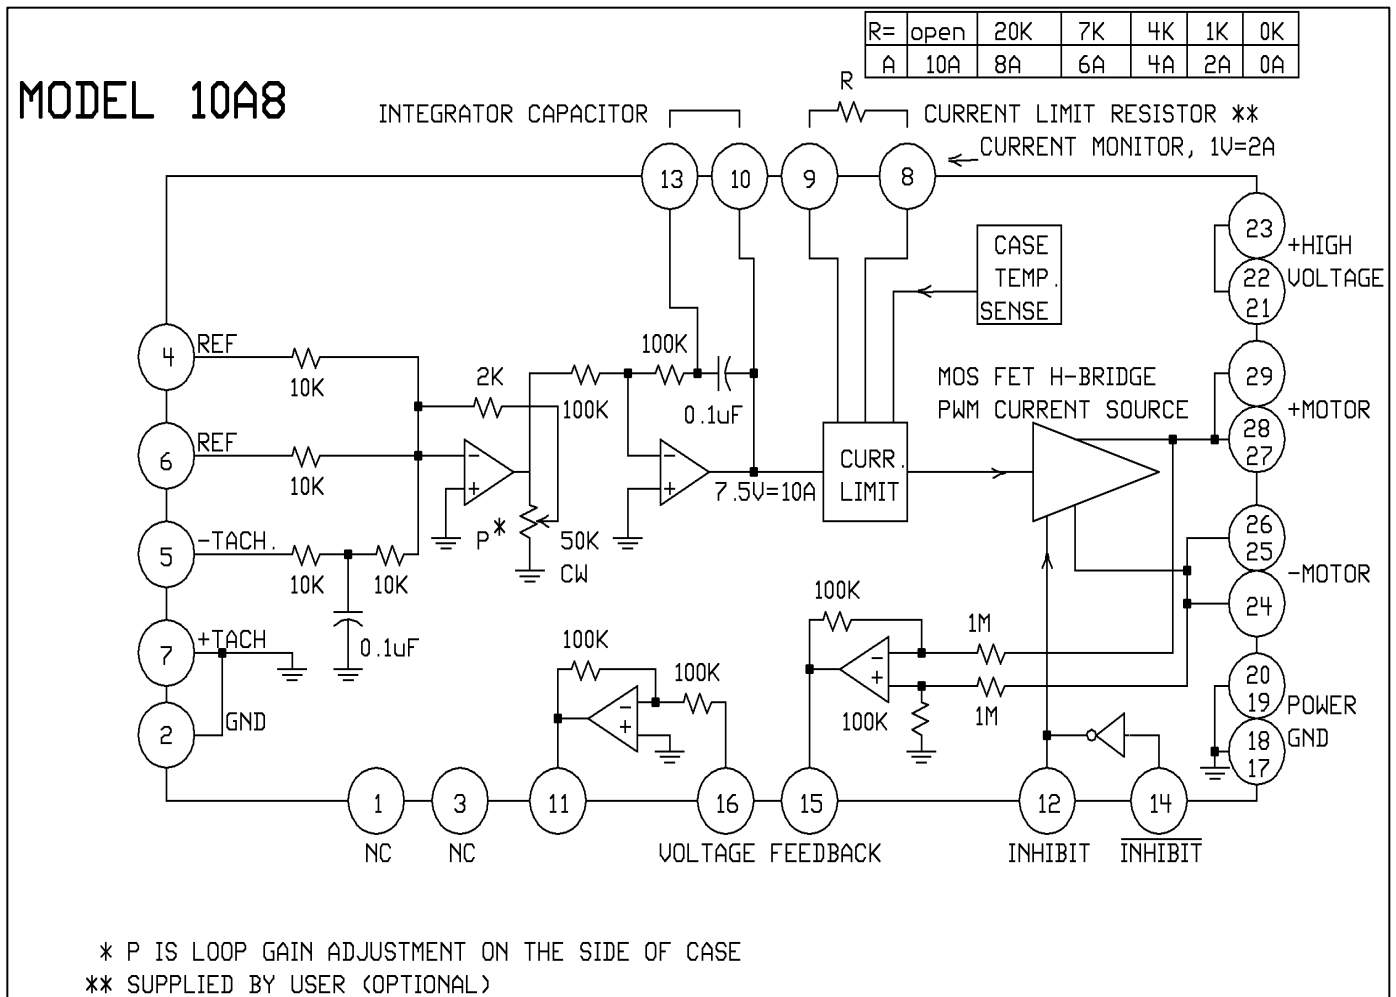 R= open 20K 7K 4K 1K 0K
A 10A 8A 6A 4A 2A 0A
MODEL 10A8
R
INTEGRATOR CAPACITOR
CURRENT LIMIT RESISTOR **
CURRENT MONITOR, 1V=2A
13 10 9 8
23
+HIGH
VOLTAGE
22
21
CASE
TEMP.
SENSE
4 REF
10K
2K
100K
100K
0.1uF
MOS FET H-BRIDGE
PWM CURRENT SOURCE
29
+MOTOR
28
27
6 REF
10K
-
+
-
+
7.5V=10A
CURR.
LIMIT
P*
50K
CW
5 -TACH.
10K
10K
0.1uF
26
25
-MOTOR
24
7 +TACH
2 GND
100K
100K
-
+
100K
1M
-
+
100K
1M
20
19
POWER
GND
18
17
1 3 11 16 15 12 14
NC NC VOLTAGE FEEDBACK INHIBIT INHIBIT
* P IS LOOP GAIN ADJUSTMENT ON THE SIDE OF CASE
** SUPPLIED BY USER (OPTIONAL)